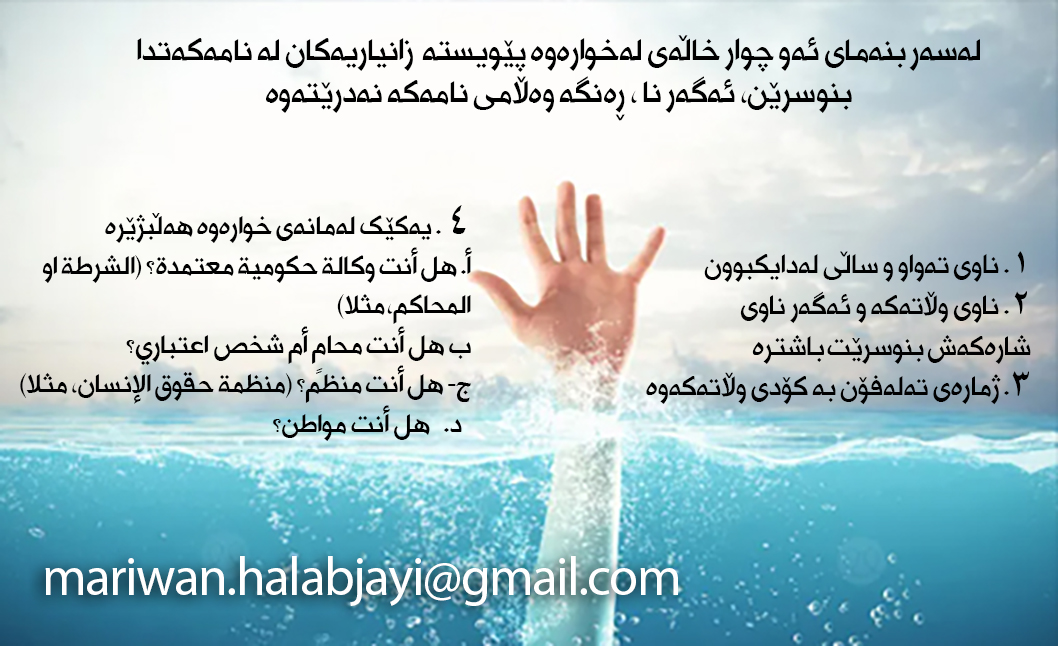 لەسەر بنەمای ئەو چوار خاڵەی لەخوارەوە پێویستە زانیاریەکان لە نامەکەتدا
بنوسرێن، ئەگەر نا ، ڕەنگە وەڵامی نامەکە نەدرێتەوە
١ . ناوی تەواو و ساڵی لەدایکبوون
٢ . ناوی وڵاتەکە و ئەگەر ناوی
شارەکەش بنوسرێت باشترە
٣ . ژمارەی تەلەفۆن بە کۆدی وڵاتەکەوە
٤ . یەکێک لەمانەی خوارەوە هەڵبژێرە
أ. هل أنت وكالة حكومية معتمدة؟ (الشرطة او
المحاكم، مثلا)
ب هل أنت محامٍ أم شخص اعتباري؟
ج- هل أنت منظمً؟ (منظمة حقوق الإنسان، مثلا)
د. هل أنت مواطن؟
mariwan.halabjayi@gmail.com